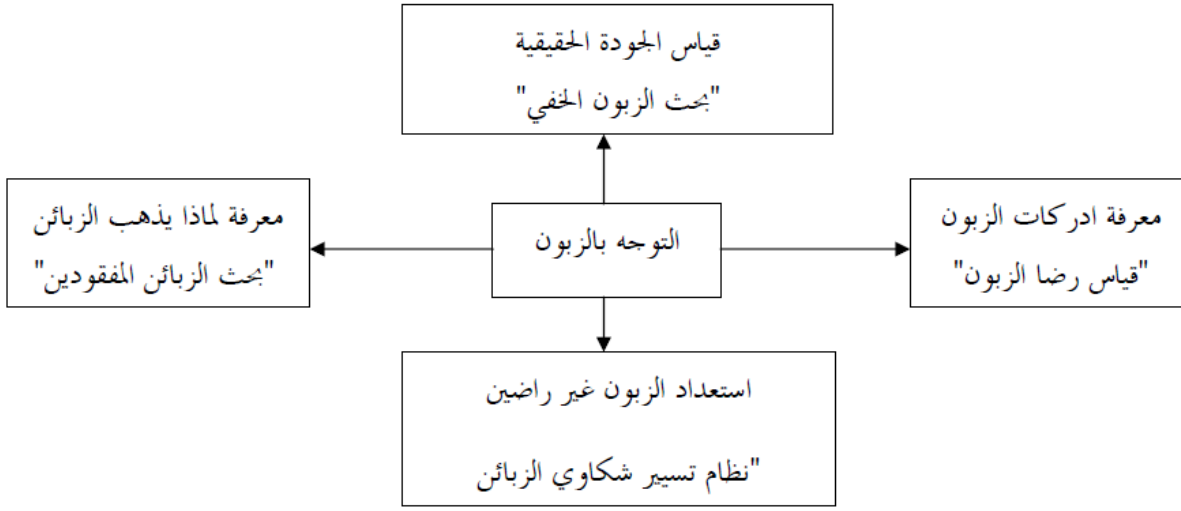 قياس الجودة الحقيقية
"بحث الزبون الخفي"
معرفة ادركات الزبون
"قياس رضا الزبون"
التوجه بالزبون
معرفة لماذا يذهب الزبائن
"بحث الزبائن المفقودين"
استعداد الزبون غير راضين
"نظام تسيير شكاوي الزبائن